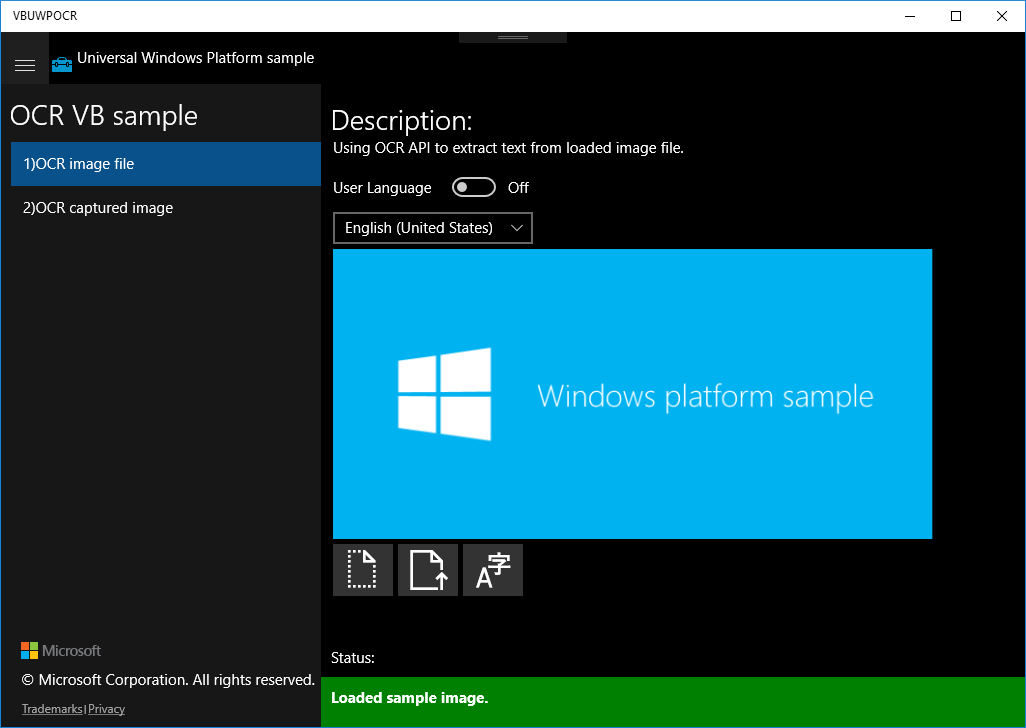 VBUWPOCR
Universal Windows Platform sample
OCR VB sample
1)OCR image file
2)OCR captured image
Description:
Using OCR API to extract text from loaded image file.
User Language Off
English (United States)
Windows platform sample
A字
Microsoft
© Microsoft Corporation. All rights reserved.
Trademarks|Privacy
Status:
Loaded sample image.